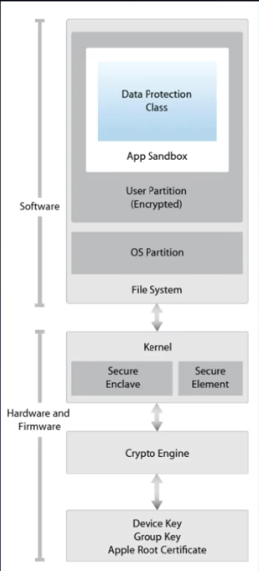 Data Protection
Class
App Sandbox
User Partition
(Encrypted)
Software
OS Partition
File System
Kernel
Secure
Enclave
Secure
Element
Hardware and
Firmware
Crypto Engine
Device Key
Group Key
Apple Root Certificate